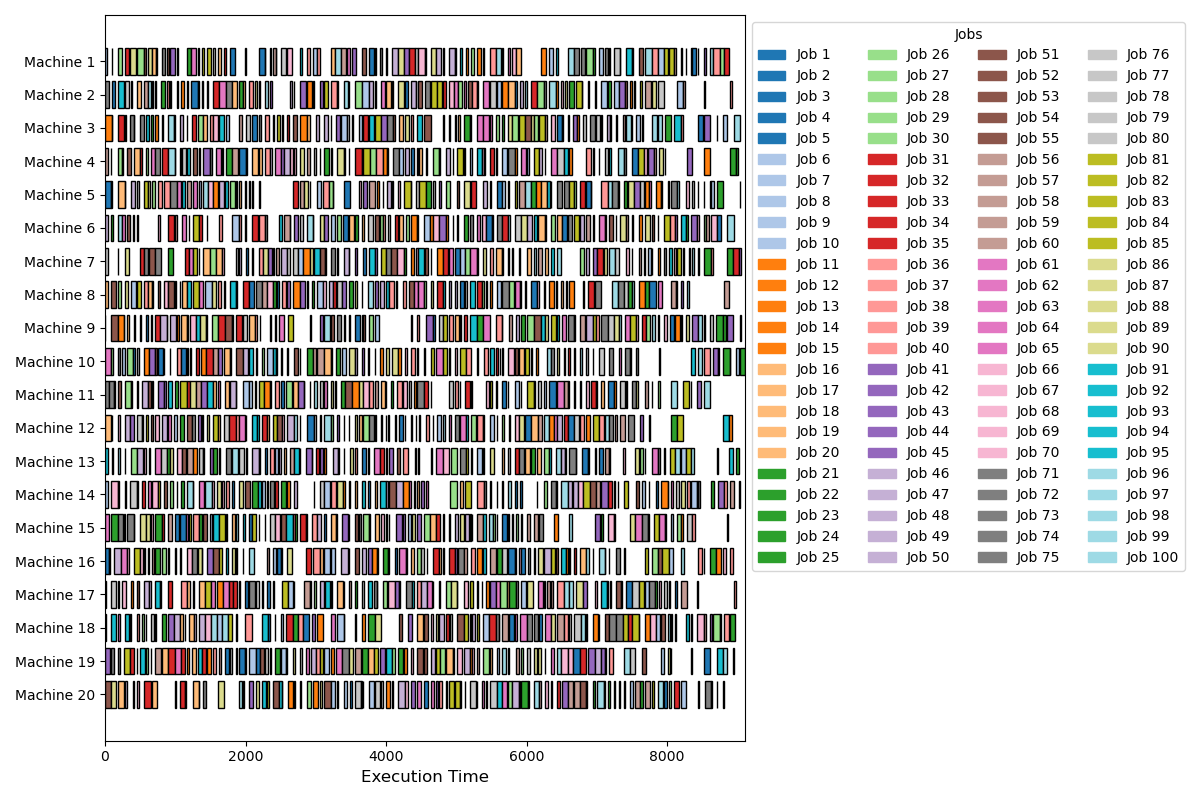 Jobs
Job 1 Job 26 Job 51 Job 76
Machine 1
Job 2 Job 27 Job 52 Job 77
Machine 2
Job 3 Job 28 Job 53 Job 78
Job 4 Job 29 Job 54 Job 79
Machine 3
Job 5 Job 30 Job 55 Job 80
Machine 4
Job 6 Job 31 Job 56 Job 81
Job 7 Job 32 Job 57 Job 82
Machine 5
Job 8 Job 33 Job 58 Job 83
Job 9 Job 34 Job 59 Job 84
Machine 6
Job 10 Job 35 Job 60 Job 85
Machine 7
Job 11 Job 36 Job 61 Job 86
Job 12 Job 37 Job 62 Job 87
Machine 8
Job 13 Job 38 Job 63 Job 88
Job 14 Job 39 Job 64 Job 89
Machine 9
Job 15 Job 40 Job 65 Job 90
Machine 10
Job 16 Job 41 Job 66 Job 91
Job 17 Job 42 Job 67 Job 92
Machine 11
Job 18 Job 43 Job 68 Job 93
Machine 12
Job 19 Job 44 Job 69 Job 94
Job 20 Job 45 Job 70 Job 95
Machine 13
Job 21 Job 46 Job 71 Job 96
Machine 14
Job 22 Job 47 Job 72 Job 97
Job 23 Job 48 Job 73 Job 98
Machine 15
Job 24 Job 49 Job 74 Job 99
Job 25 Job 50 Job 75 Job 100
Machine 16
Machine 17
Machine 18
Machine 19
Machine 20
0 2000 4000 6000 8000
Execution Time